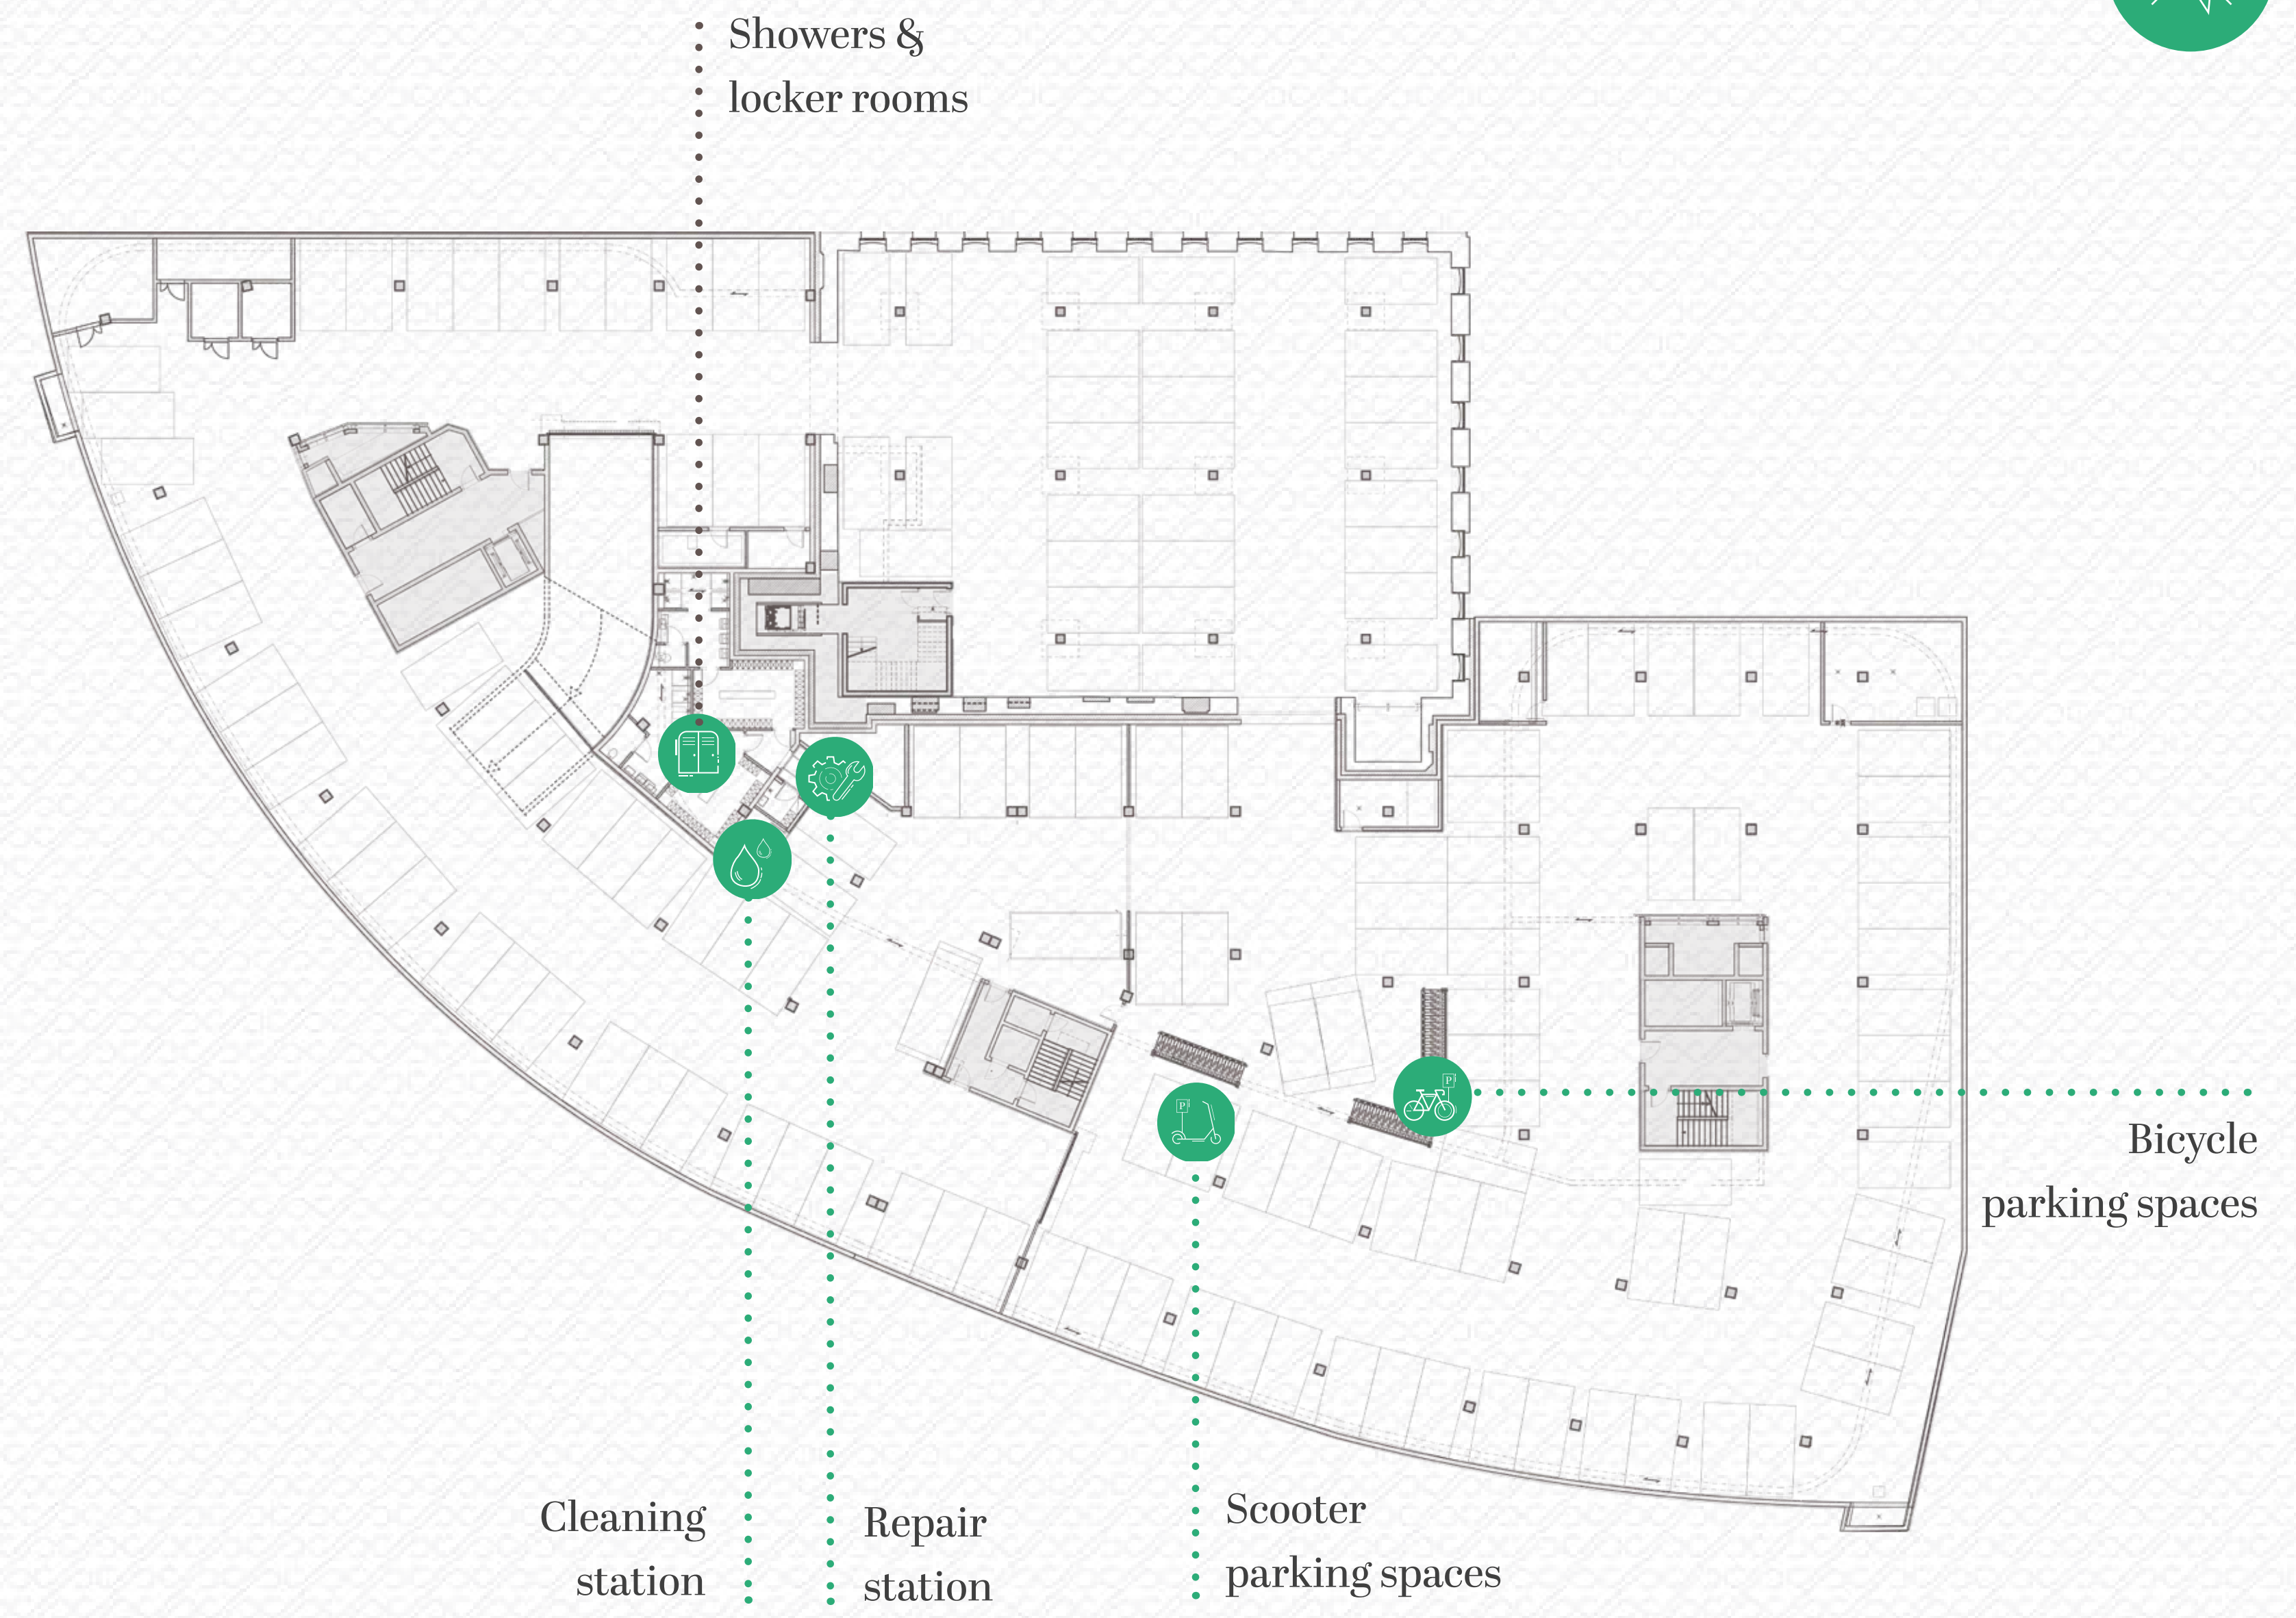 Showers &
locker rooms
P
P
Bicycle
parking spaces
Cleaning
station
Repair
station
Scooter
parking spaces